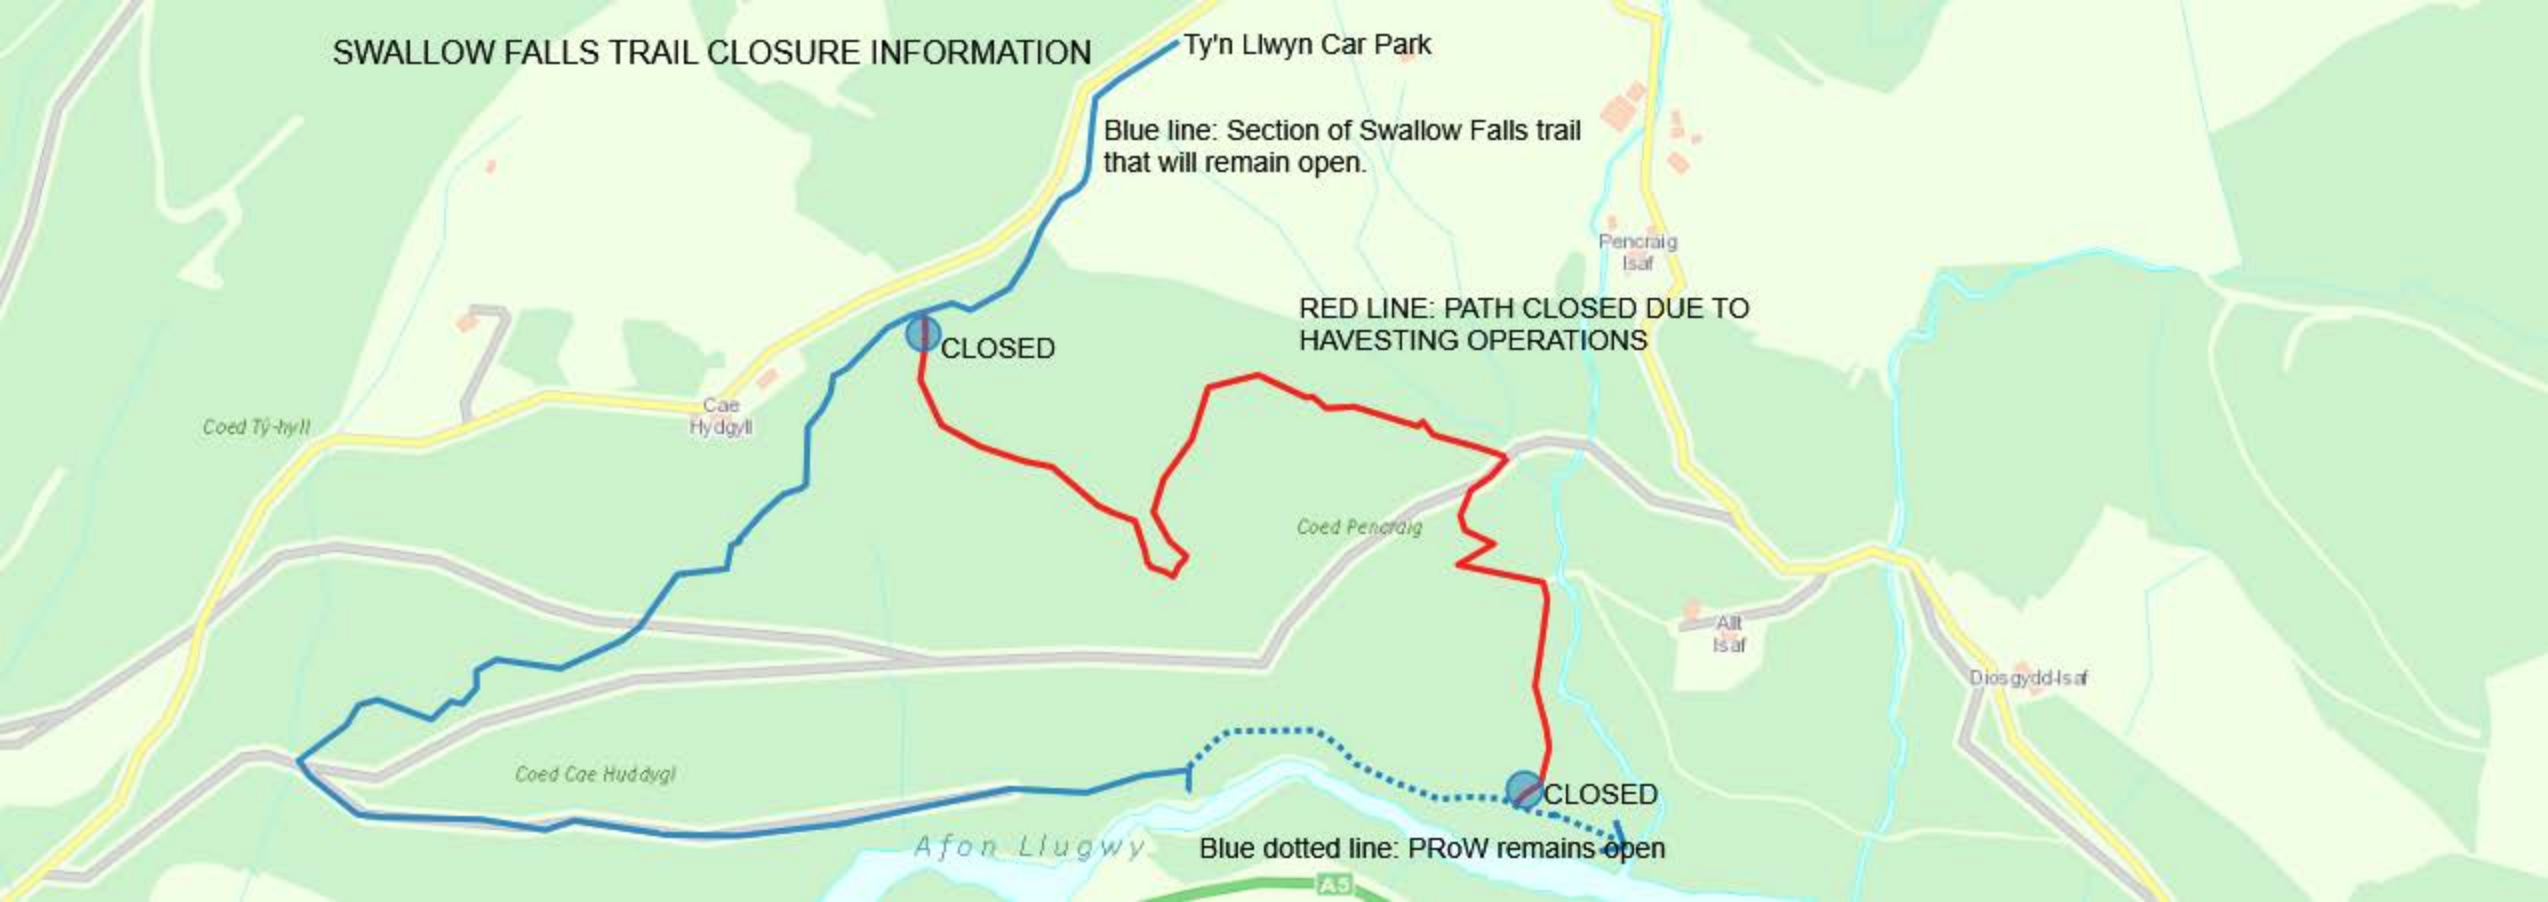 SWALLOW FALLS TRAIL CLOSURE INFORMATION
Ty'n Llwyn Car Park
Blue line: Section of Swallow Falls trail
that will remain open.
Pencraig
Isaf
RED LINE: PATH CLOSED DUE TO
HAVESTING OPERATIONS
CLOSED
Cae
Hydgyll
Coed Tŷ-hyll
Coed Pencraig
Allt
Isaf
Diosgydd-Isaf
Coed Cae Huddygl
CLOSED
Afon Llugwy
Blue dotted line: PRoW remains open
A5